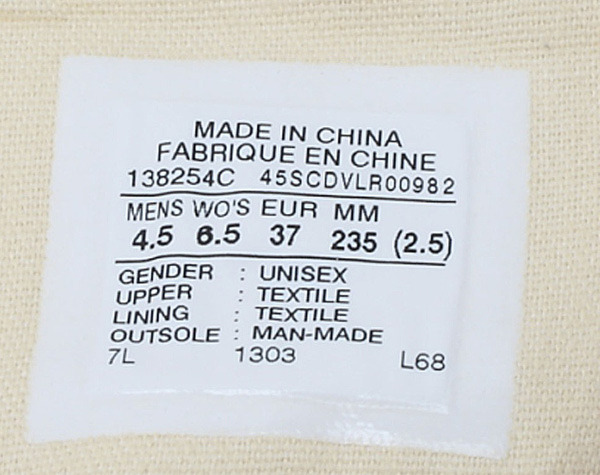 MADE IN CHINA
FABRIQUE EN CHINE
138254C 45SCDVLR00982
MENS WO'S EUR MM
4.5 6.5 37 235 (2.5)
GENDER : UNISEX
UPPER : TEXTILE
LINING : TEXTILE
OUTSOLE : MAN-MADE
7L 1303 L68